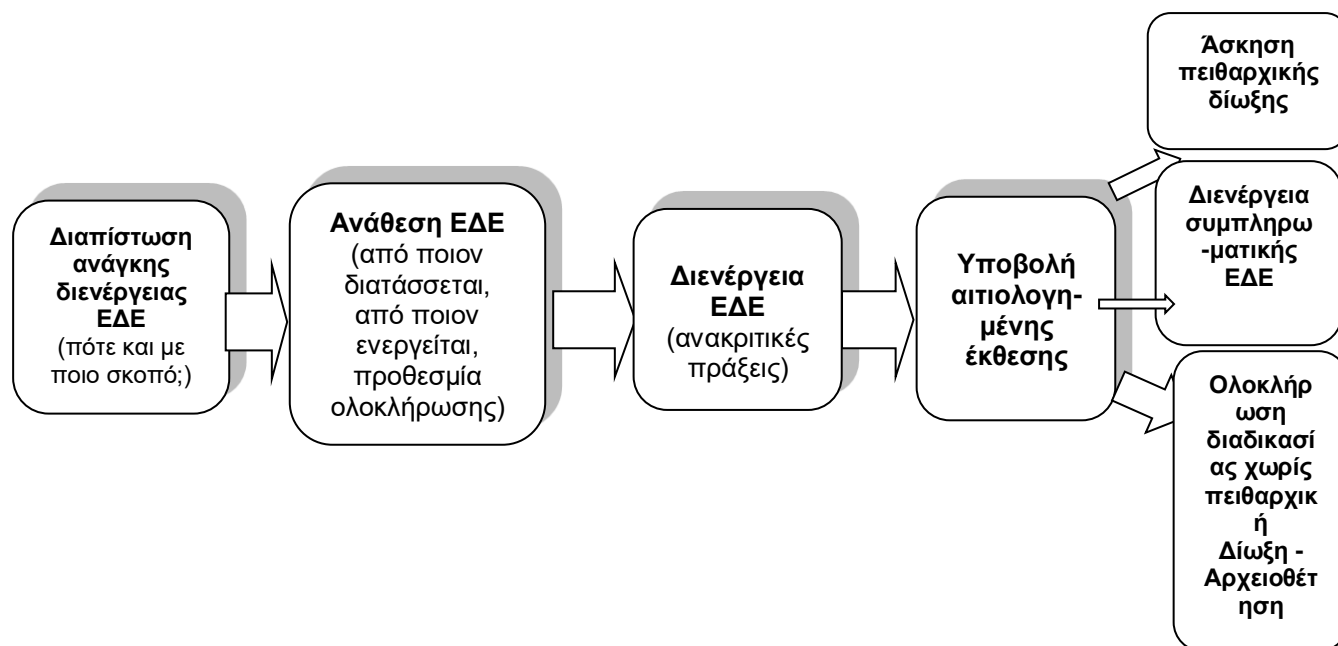 Διαπίστωση
ανάγκης
διενέργειας
ΕΔΕ
(πότε και με
ποιο σκοπό;)
Ανάθεση ΕΔΕ
(από ποιον
διατάσσεται,
από ποιον
ενεργείται,
προθεσμία
ολοκλήρωσης)
Διενέργεια
ΕΔΕ
(ανακριτικές
πράξεις)
Υποβολή
αιτιολογη-
μένης
έκθεσης
Άσκηση
πειθαρχικής
δίωξης
Διενέργεια
συμπληρω
-ματικής
ΕΔΕ
Ολοκλήρ
ωση
διαδικασί
ας χωρίς
πειθαρχικ
ή
Δίωξη -
Αρχειοθέτ
ηση